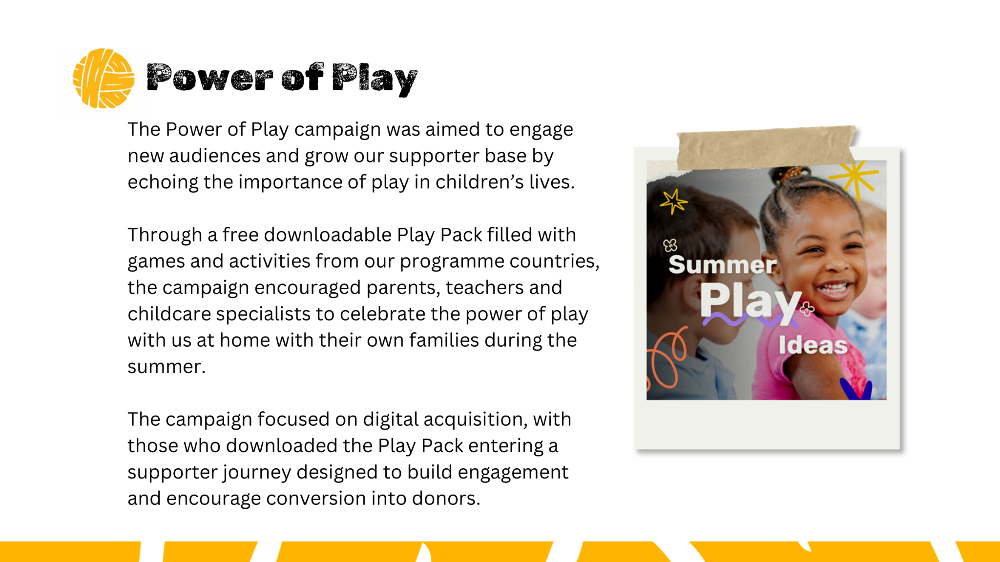 Power of Play
The Power of Play campaign was aimed to engage
new audiences and grow our supporter base by
echoing the importance of play in children’s lives.
Through a free downloadable Play Pack filled with
games and activities from our programme countries,
the campaign encouraged parents, teachers and
childcare specialists to celebrate the power of play
with us at home with their own families during the
summer.
The campaign focused on digital acquisition, with
those who downloaded the Play Pack entering a
supporter journey designed to build engagement
and encourage conversion into donors.
Summer
Play
Ideas